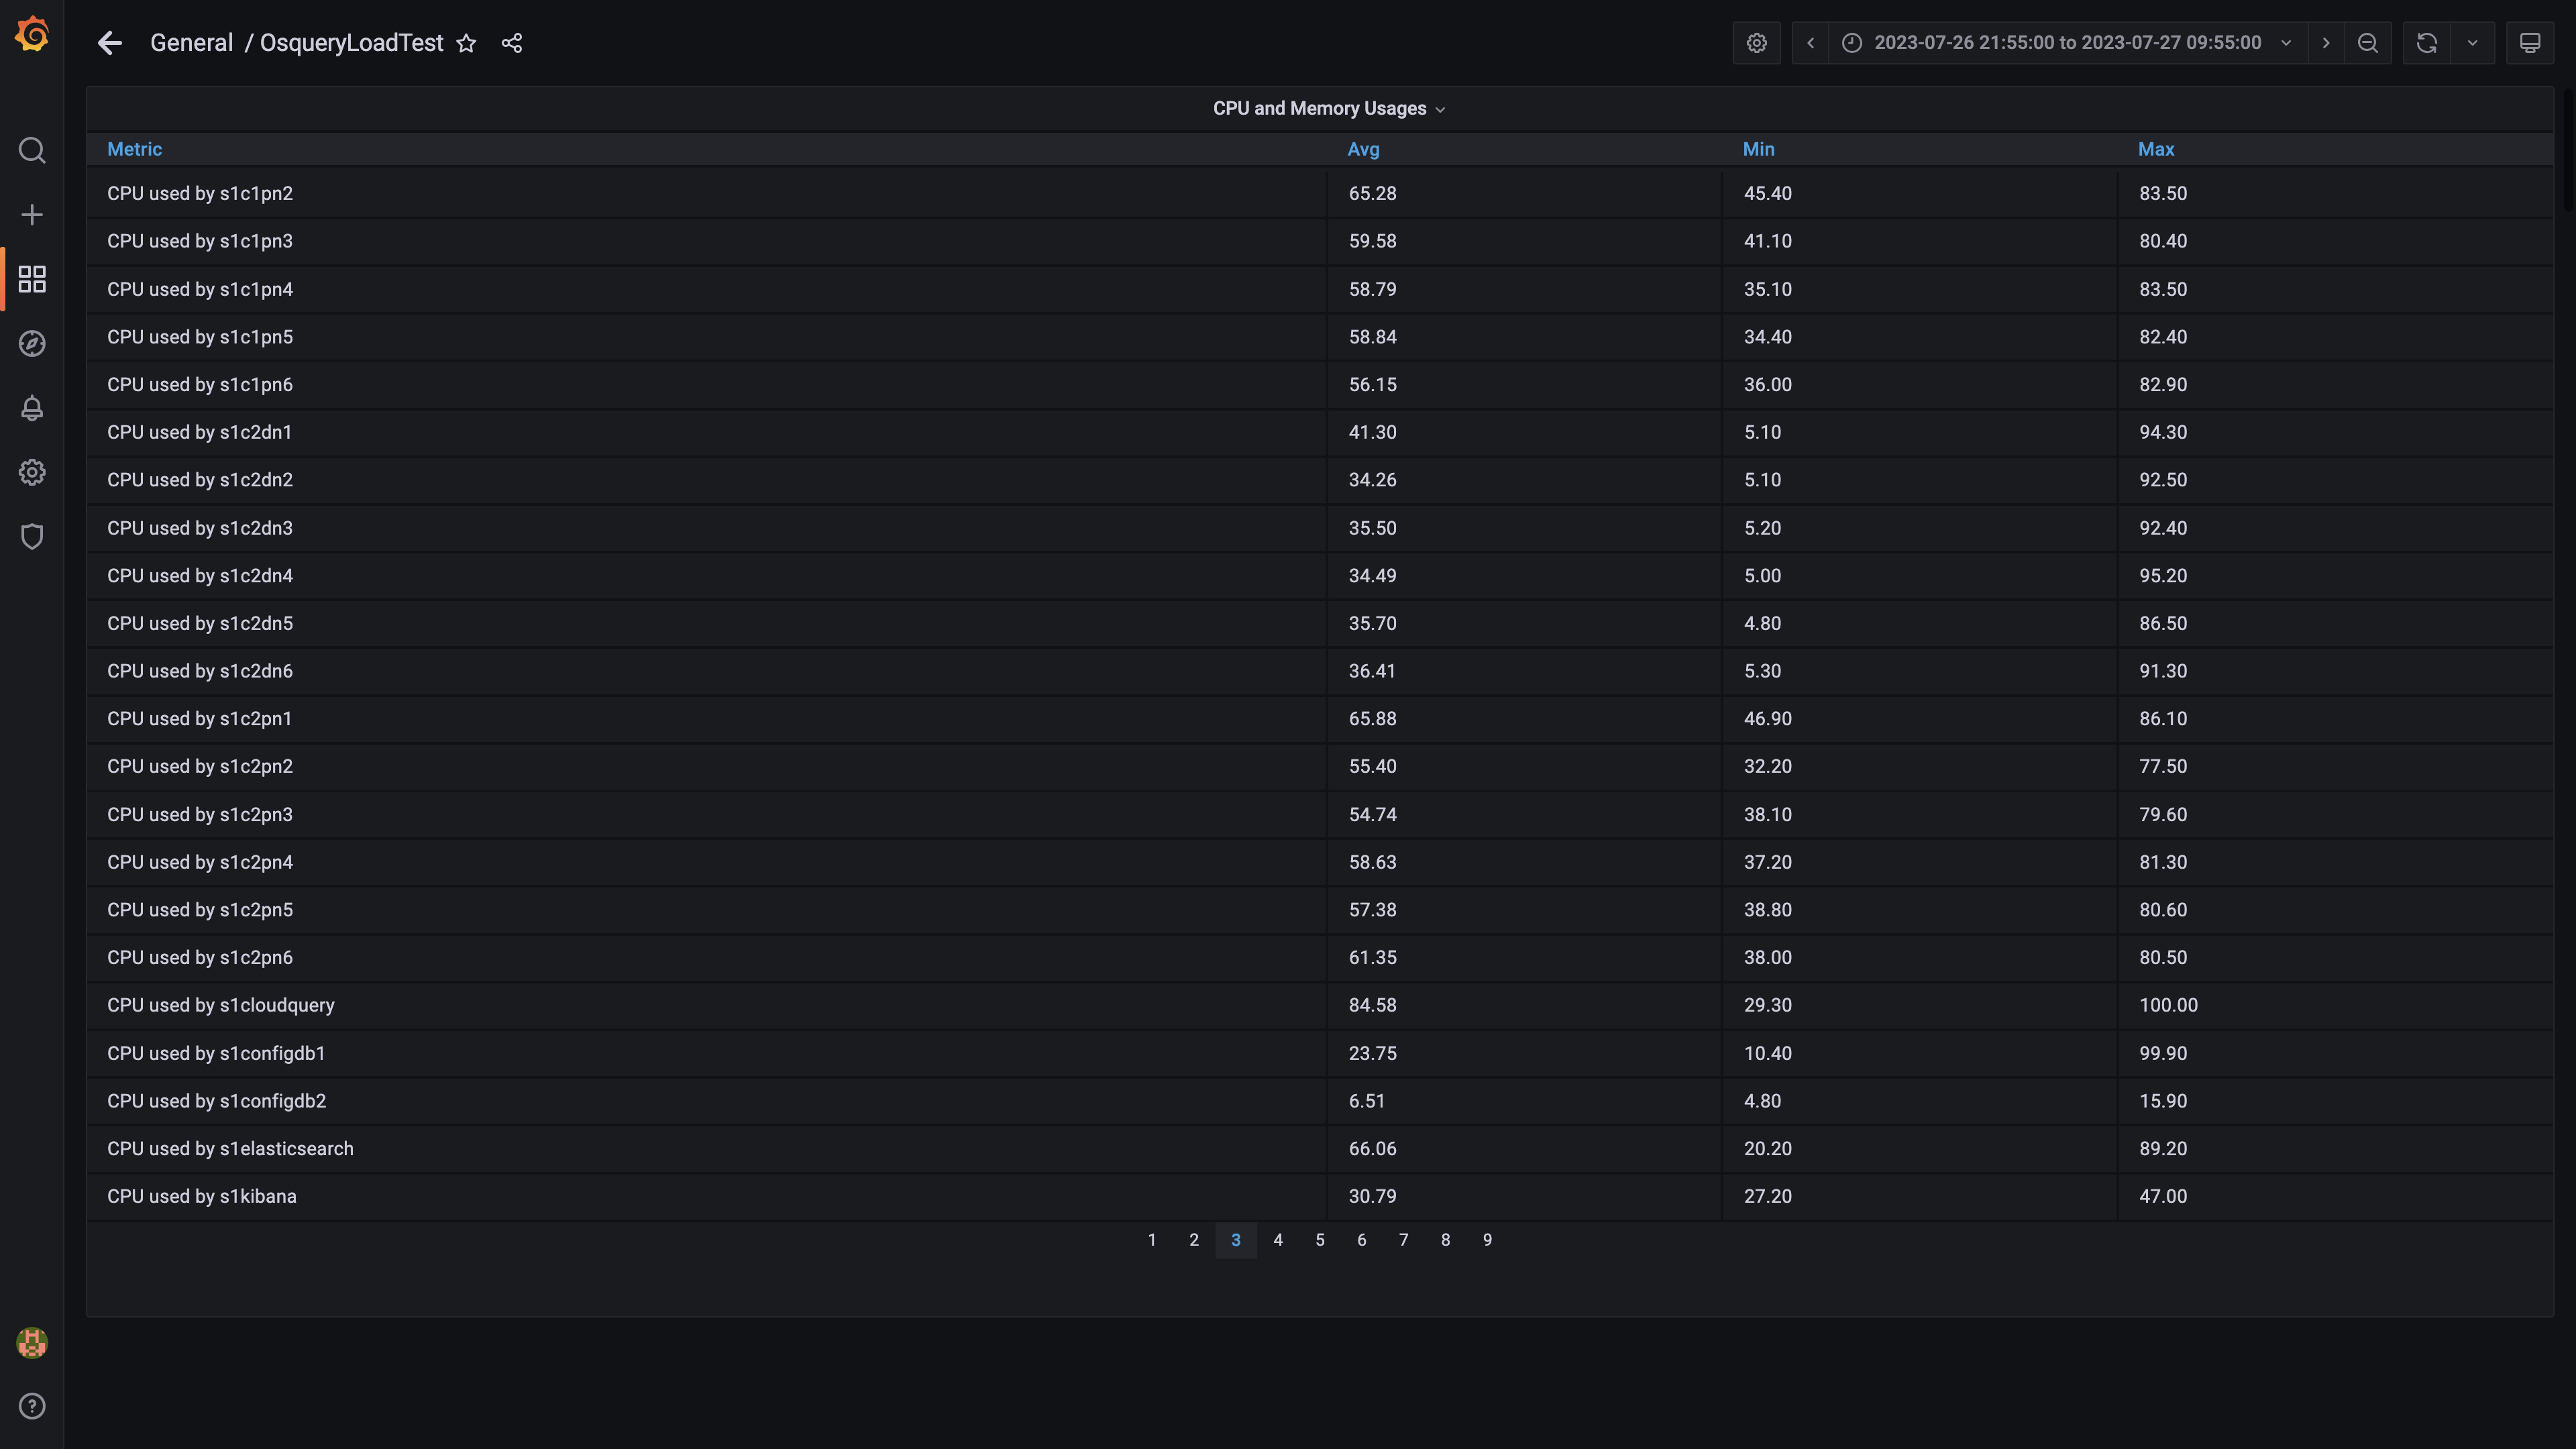 General / OsqueryLoadTest
2023-07-26 21:55:00 to 2023-07-27 09:55:00
CPU and Memory Usages
Metric Avg Min Max
CPU used by s1c1pn2 65.28 45.40 83.50
CPU used by s1c1pn3 59.58 41.10 80.40
CPU used by s1c1pn4 58.79 35.10 83.50
CPU used by s1c1pn5 58.84 34.40 82.40
CPU used by s1c1pn6 56.15 36.00 82.90
CPU used by s1c2dn1 41.30 5.10 94.30
CPU used by s1c2dn2 34.26 5.10 92.50
CPU used by s1c2dn3 35.50 5.20 92.40
CPU used by s1c2dn4 34.49 5.00 95.20
CPU used by s1c2dn5 35.70 4.80 86.50
CPU used by s1c2dn6 36.41 5.30 91.30
CPU used by s1c2pn1 65.88 46.90 86.10
CPU used by s1c2pn2 55.40 32.20 77.50
CPU used by s1c2pn3 54.74 38.10 79.60
CPU used by s1c2pn4 58.63 37.20 81.30
CPU used by s1c2pn5 57.38 38.80 80.60
CPU used by s1c2pn6 61.35 38.00 80.50
CPU used by s1cloudquery 84.58 29.30 100.00
CPU used by s1configdb1 23.75 10.40 99.90
CPU used by s1configdb2 6.51 4.80 15.90
CPU used by s1elasticsearch 66.06 20.20 89.20
CPU used by s1kibana 30.79 27.20 47.00
1 2 3 4 5 6 7 8 9